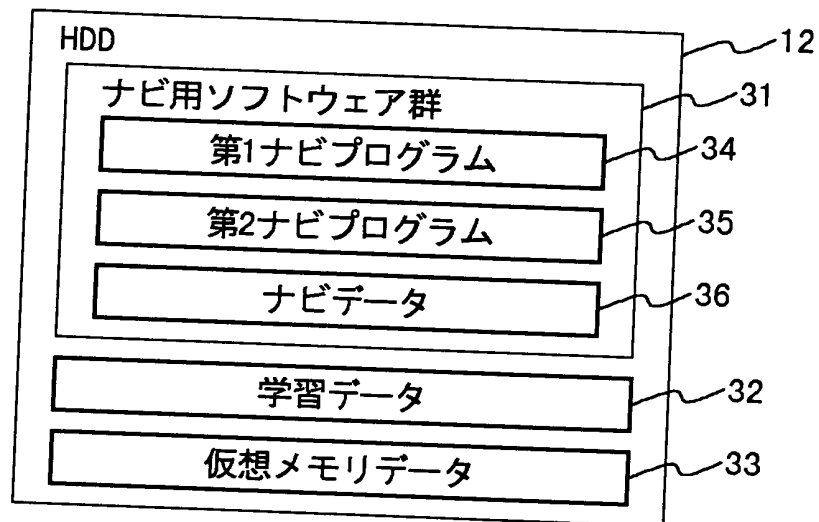 HDD
12
ナビ用ソフトウェア群
31
第1ナビプログラム
34
第2ナビプログラム
35
ナビデータ
36
学習データ
32
仮想メモリデータ
33